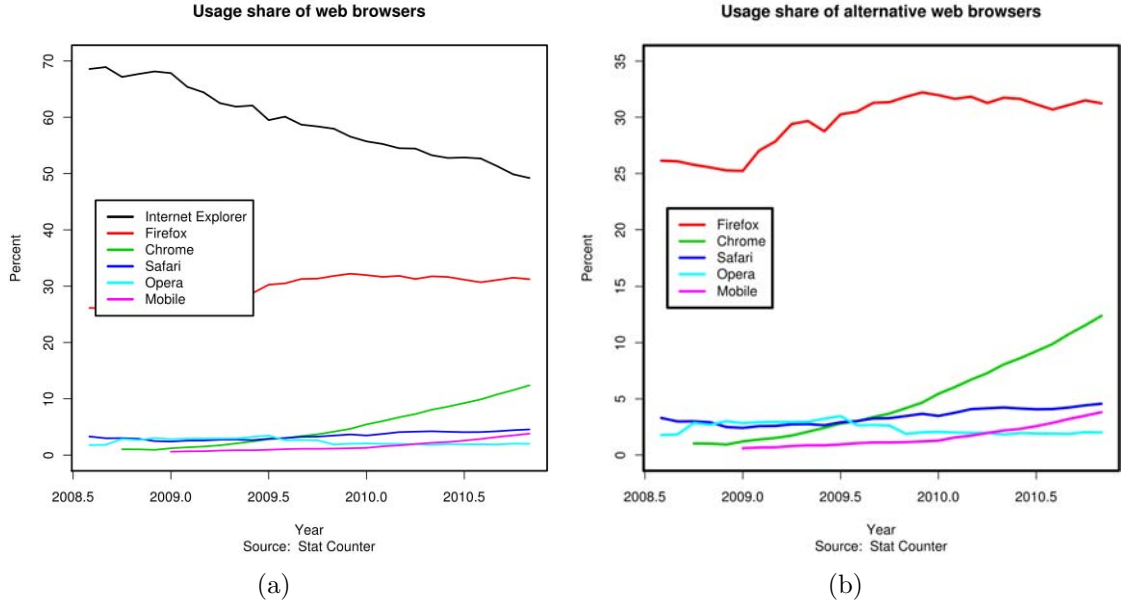 Usage share of web browsers
Percent
70
60
50
40
30
20
10
0
Internet Explorer
Firefox
Chrome
Safari
Opera
Mobile
2008.5 2009.0 2009.5 2010.0 2010.5
Year
Source: Stat Counter
(a)
Usage share of alternative web browsers
Percent
35
30
25
20
15
10
5
0
Firefox
Chrome
Safari
Opera
Mobile
2008.5 2009.0 2009.5 2010.0 2010.5
Year
Source: Stat Counter
(b)